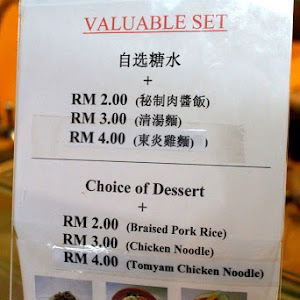 VALUABLE SET
自选糖水
+
RM 2.00 (秘制肉醬飯)
RM 3.00 (清湯麵)
RM 4.00 (東炎雞麵)
Choice of Dessert
+
RM 2.00 (Braised Pork Rice)
RM 3.00 (Chicken Noodle)
RM 4.00 (Tomyam Chicken Noodle)